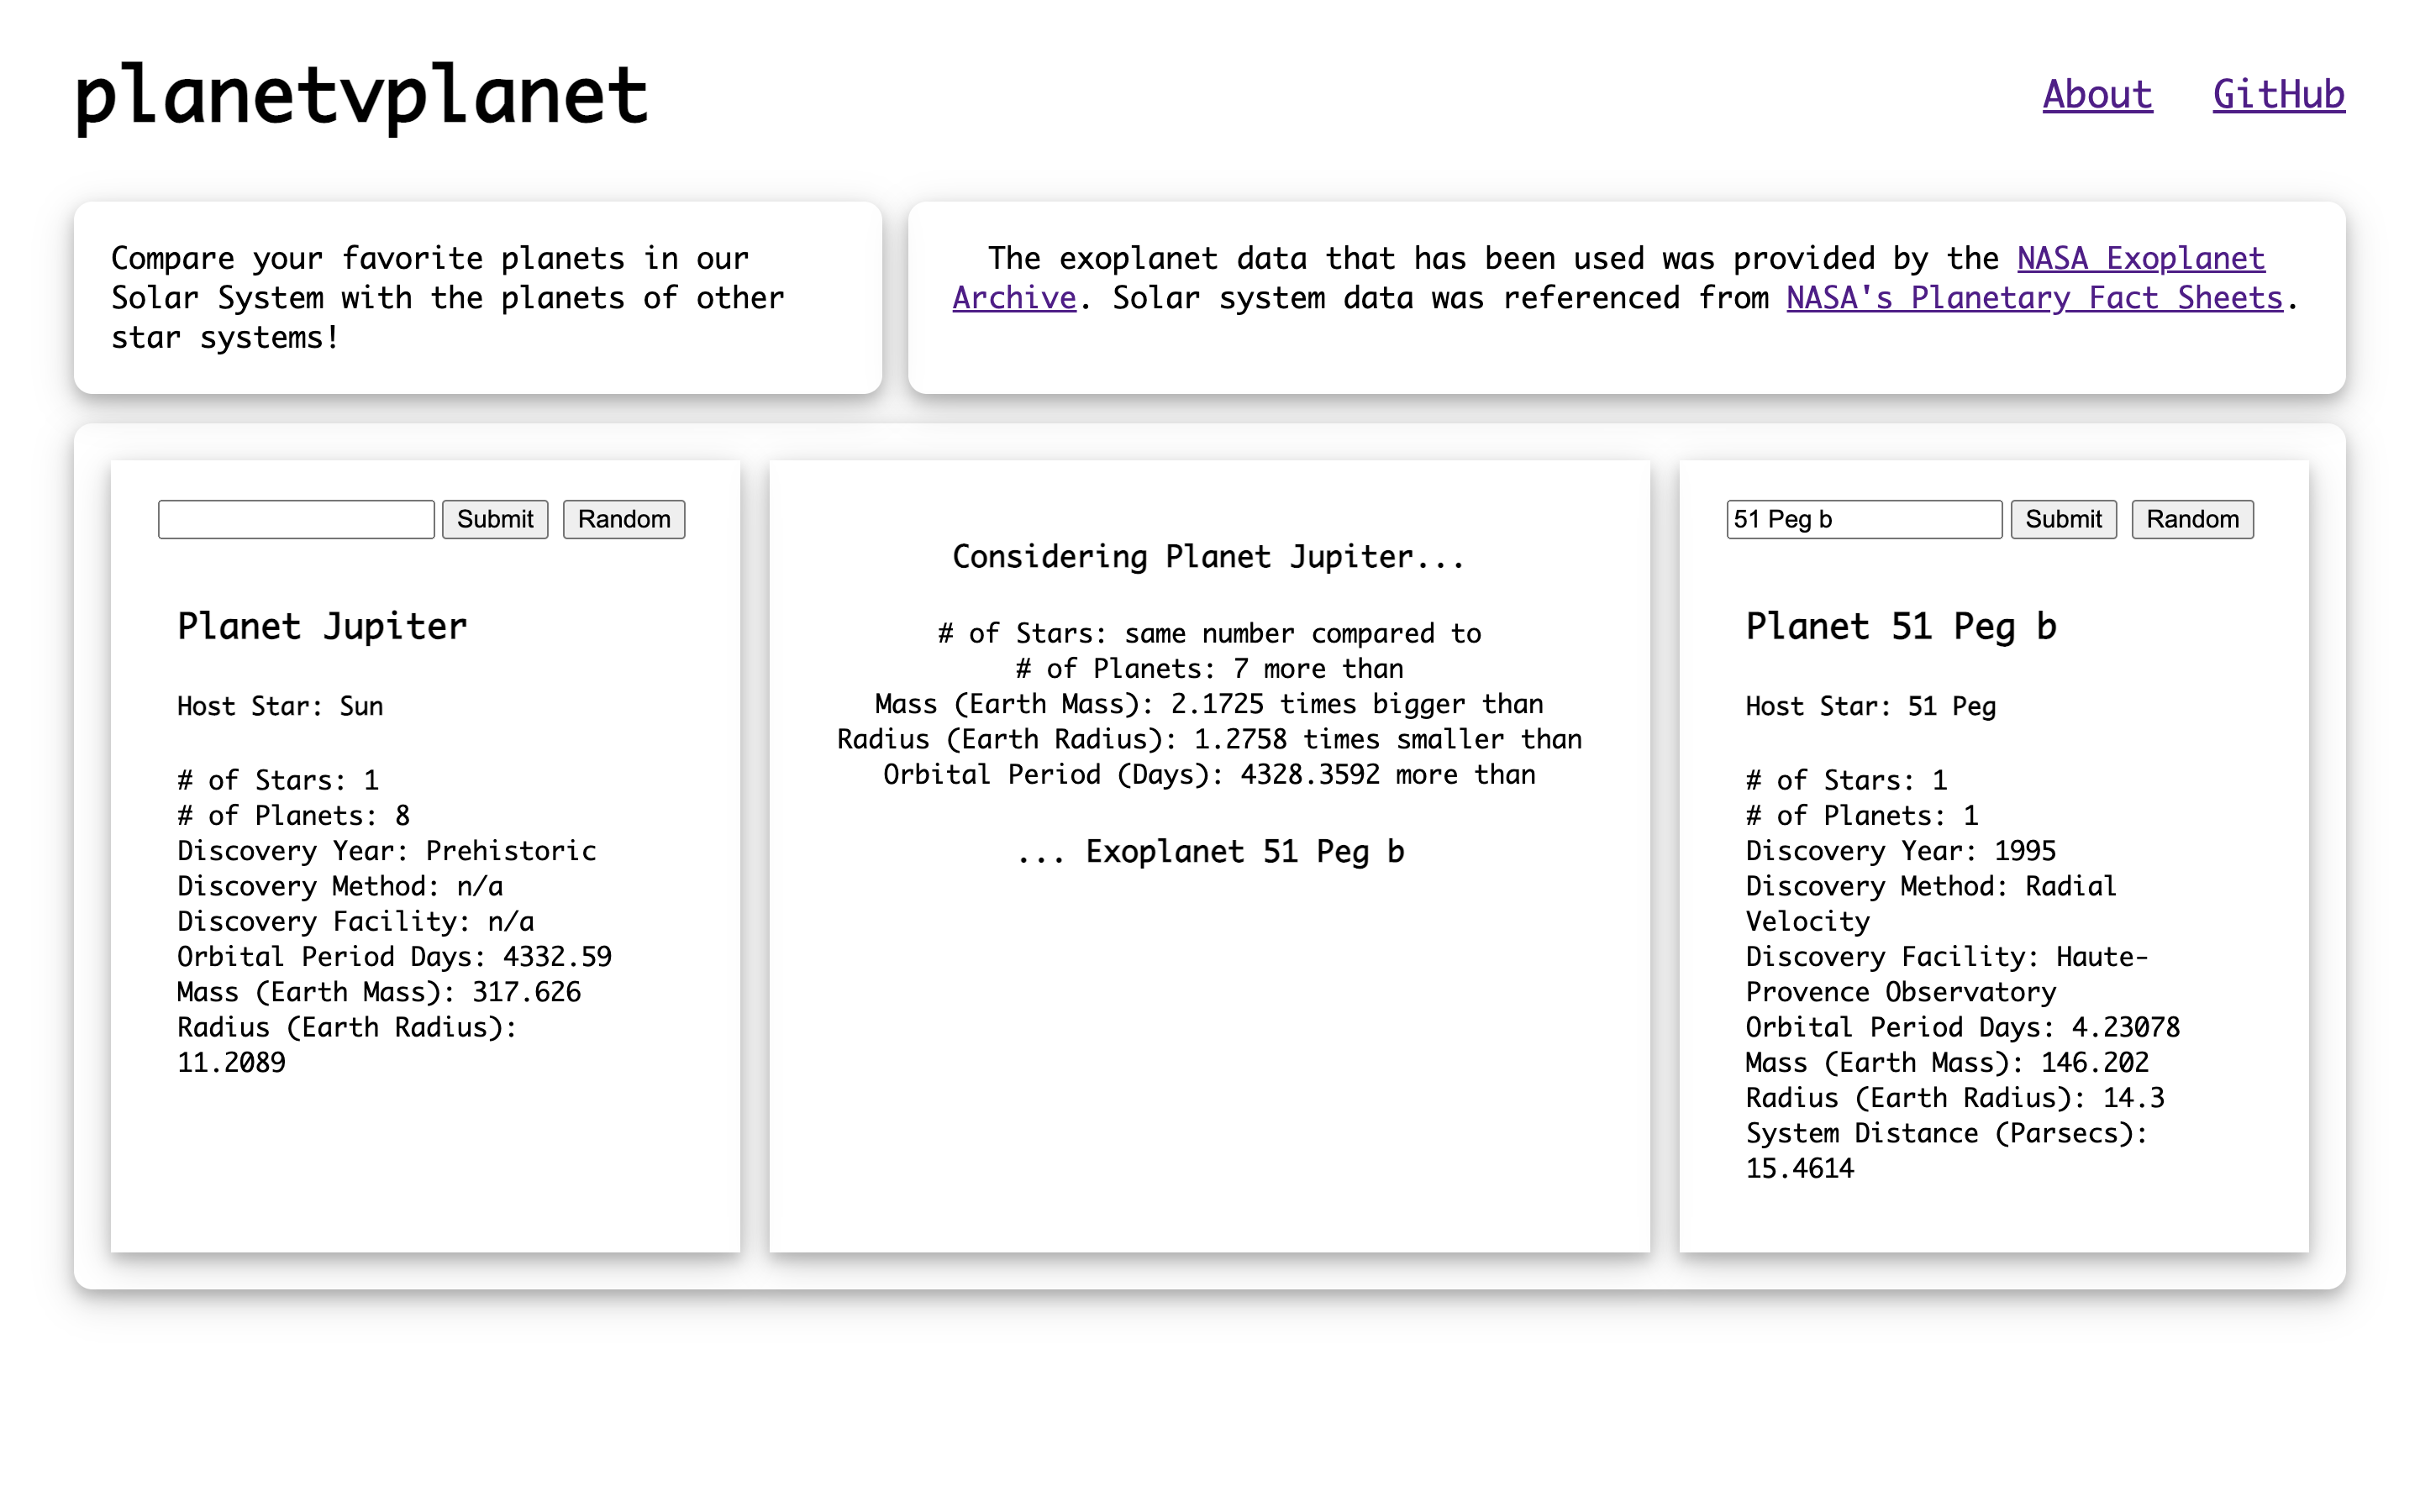 planetvplanet
About GitHub
Compare your favorite planets in our
Solar System with the planets of other
star systems!
The exoplanet data that has been used was provided by the NASA Exoplanet
Archive. Solar system data was referenced from NASA's Planetary Fact Sheets.
Submit Random
Planet Jupiter
Host Star: Sun
# of Stars: 1
# of Planets: 8
Discovery Year: Prehistoric
Discovery Method: n/a
Discovery Facility: n/a
Orbital Period Days: 4332.59
Mass (Earth Mass): 317.626
Radius (Earth Radius):
11.2089
Considering Planet Jupiter...
# of Stars: same number compared to
# of Planets: 7 more than
Mass (Earth Mass): 2.1725 times bigger than
Radius (Earth Radius): 1.2758 times smaller than
Orbital Period (Days): 4328.3592 more than
... Exoplanet 51 Peg b
51 Peg b Submit Random
Planet 51 Peg b
Host Star: 51 Peg
# of Stars: 1
# of Planets: 1
Discovery Year: 1995
Discovery Method: Radial
Velocity
Discovery Facility: Haute-
Provence Observatory
Orbital Period Days: 4.23078
Mass (Earth Mass): 146.202
Radius (Earth Radius): 14.3
System Distance (Parsecs):
15.4614